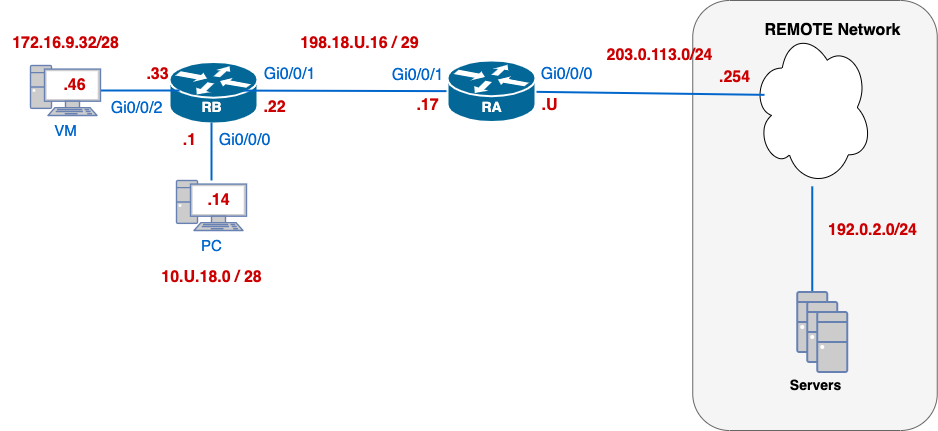 REMOTE Network
172.16.9.32/28
198.18.U.16 / 29
203.0.113.0/24
.46
.33
Gi0/0/1
Gi0/0/1
Gi0/0/0
.254
Gi0/0/2
RB
.22
.17
RA
.U
VM
.1
Gi0/0/0
.14
PC
192.0.2.0/24
10.U.18.0 / 28
Servers